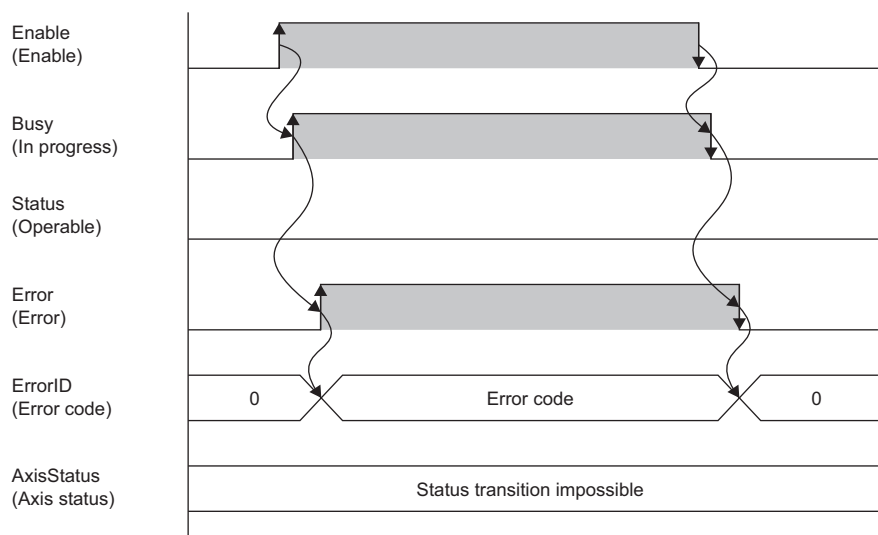 Enable
(Enable)
Busy
(In progress)
Status
(Operable)
Error
(Error)
ErrorID
(Error code)
0
Error code
0
AxisStatus
(Axis status)
Status transition impossible